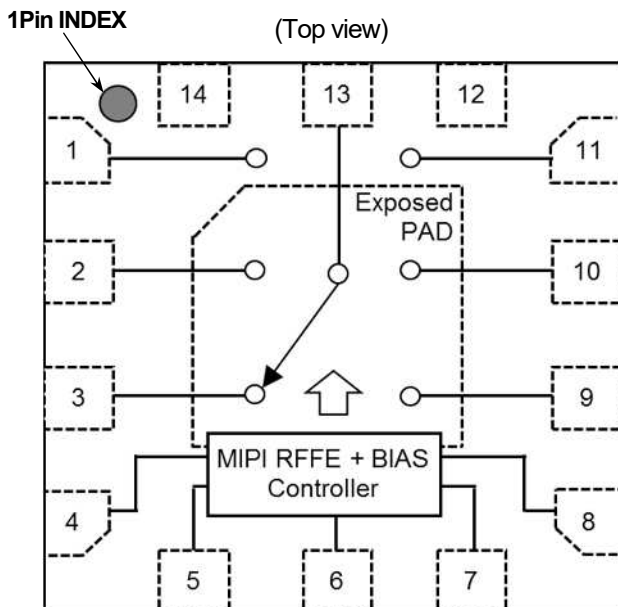 1Pin INDEX
(Top view)
14
13
12
1
11
Exposed
PAD
2
10
3
9
MIPI RFFE + BIAS
Controller
4
8
5
6
7